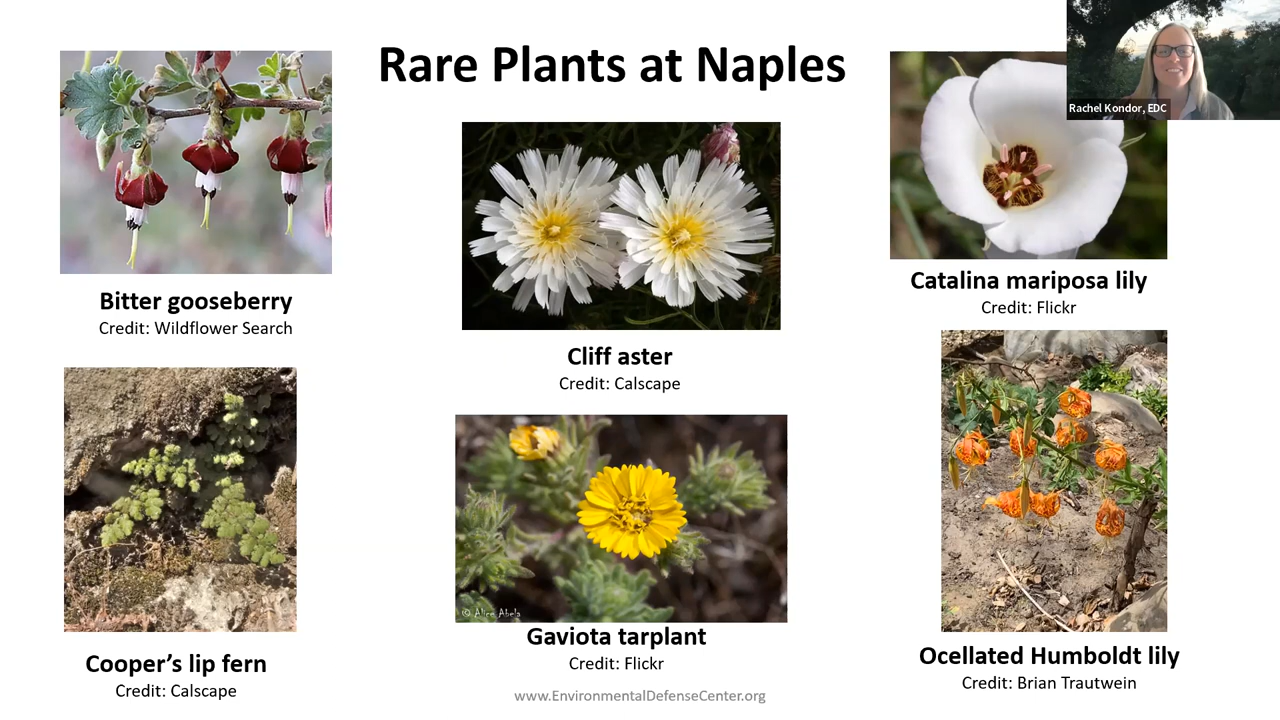 Rare Plants at Naples
Rachel Kondor, EDC
Bitter gooseberry
Credit: Wildflower Search
Cliff aster
Credit: Calscape
Catalina mariposa lily
Credit: Flickr
Cooper’s lip fern
Credit: Calscape
© Alice Abela
Gaviota tarplant
Credit: Flickr
Ocellated Humboldt lily
Credit: Brian Trautwein
www.EnvironmentalDefenseCenter.org